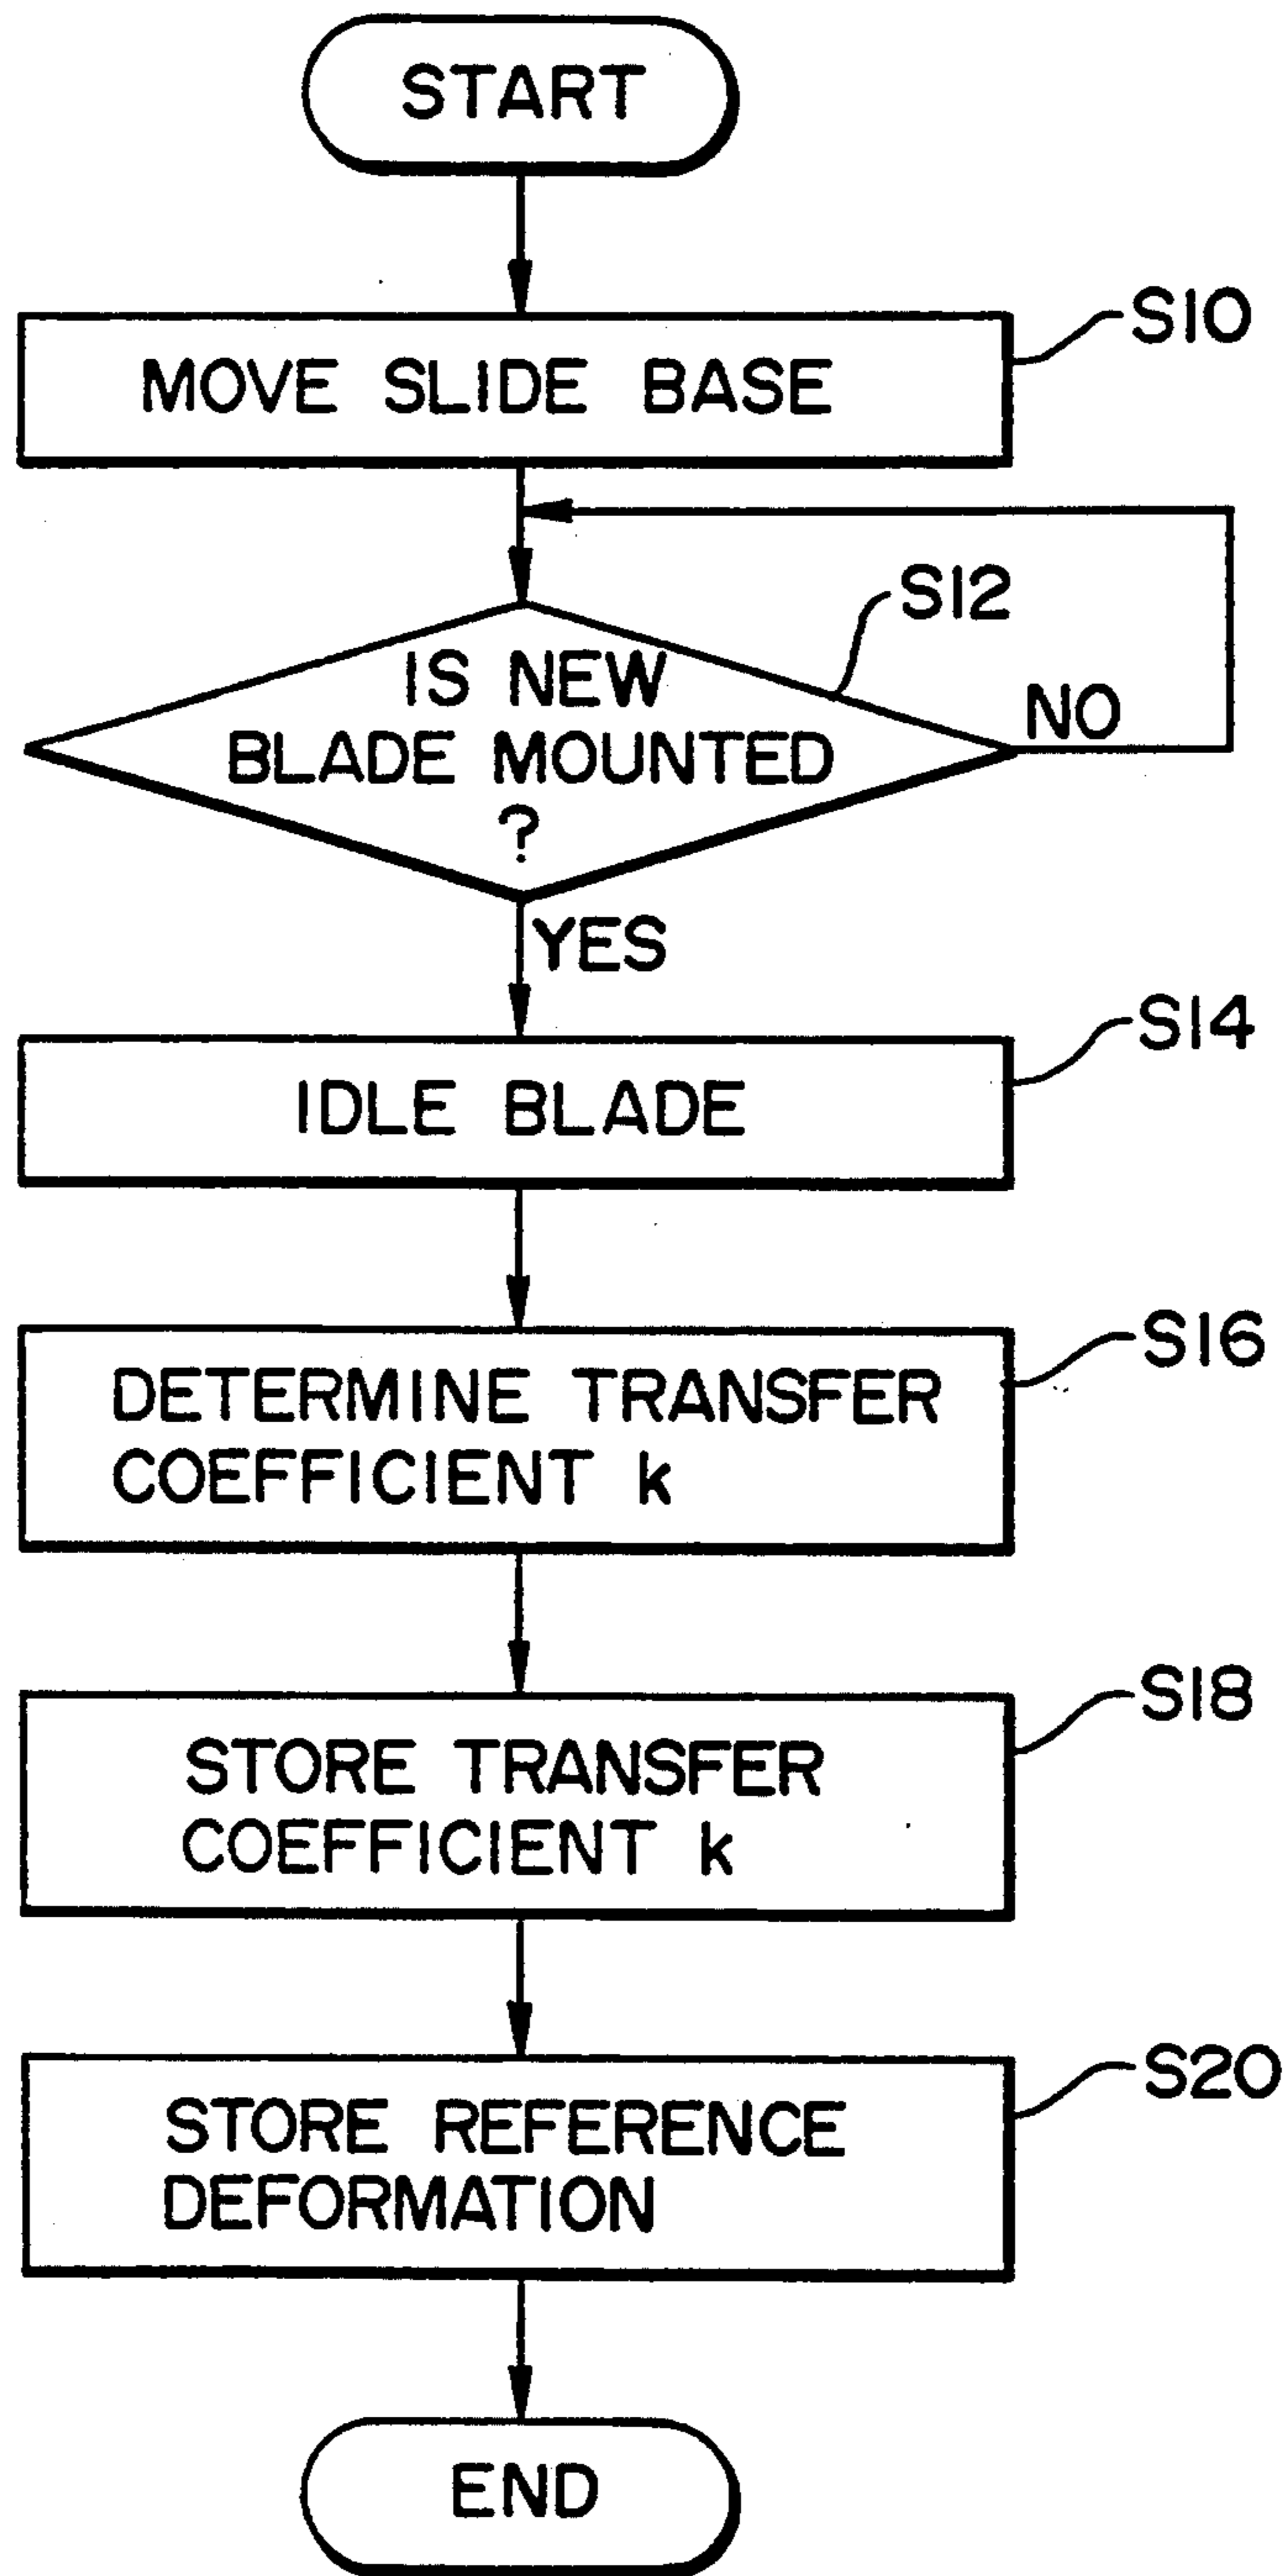 START
S10
MOVE SLIDE BASE
S12
IS NEW
BLADE MOUNTED
?
NO
YES
S14
IDLE BLADE
S16
DETERMINE TRANSFER
COEFFICIENT k
S18
STORE TRANSFER
COEFFICIENT k
S20
STORE REFERENCE
DEFORMATION
END